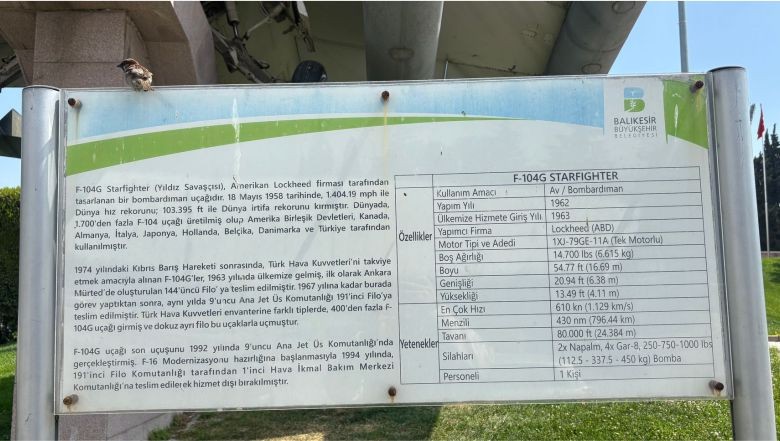 BALIKESİR
BÜYÜKŞEHİR
BELEDİYESİ
F-104G Starfighter (Yıldız Savaşçısı), Amerikan Lockheed firması tarafından
tasarlanan bir bombardıman uçağıdır. 18 Mayıs 1958 tarihinde, 1.404.19 mph ile
Dünya hız rekorunu; 103.395 ft ile Dünya irtifa rekorunu kırmıştır. Dünyada,
1.700'den fazla F-104 uçağı üretilmiş olup Amerika Birleşik Devletleri, Kanada,
Almanya, İtalya, Japonya, Hollanda, Belçika, Danimarka ve Türkiye tarafından
kullanılmıştır.
1974 yılındaki Kıbrıs Barış Hareketi sonrasında, Türk Hava Kuvvetleri'ni takviye
etmek amacıyla alınan F-104G'ler, 1963 yılında ülkemize gelmiş, ilk olarak Ankara
Mürted'de oluşturulan 144'üncü Filo' ya teslim edilmiştir. 1967 yılına kadar burada
görev yaptıktan sonra, aynı yılda 9'uncu Ana Jet Üs Komutanlığı 191'inci Filo'ya
teslim edilmiştir. Türk Hava Kuvvetleri envanterine farklı tiplerde, 400'den fazla F-
104G uçağı girmiş ve dokuz ayrı filo bu uçaklarla uçmuştur.
F-104G uçağı son uçuşunu 1992 yılında 9'uncu Ana Jet Üs Komutanlığı'nda
gerçekleştirmiş. F-16 Modernizasyonu hazırlığına başlanmasıyla 1994 yılında,
191'inci Filo Komutanlığı tarafından 1'inci Hava İkmal Bakım Merkezi
Komutanlığı'na teslim edilerek hizmet dışı bırakılmıştır.
F-104G STARFIGHTER
Özellikler
Kullanım Amacı Av / Bombardıman
Yapım Yılı 1962
Ülkemize Hizmete Giriş Yılı 1963
Yapımcı Firma Lockheed (ABD)
Motor Tipi ve Adedi 1XJ-79GE-11A (Tek Motorlu)
Boş Ağırlığı 14.700 lbs (6.615 kg)
Boyu 54.77 ft (16.69 m)
Genişliği 20.94 ft (6.38 m)
Yüksekliği 13.49 ft (4.11 m)
Yetenekler
En Çok Hızı 610 kn (1.129 km/s)
Menzili 430 nm (796.44 km)
Tavanı 80.000 ft (24.384 m)
Silahları 2x Napalm, 4x Gar-8, 250-750-1000 lbs
(112.5 - 337.5 - 450 kg) Bomba
Personeli 1 Kişi